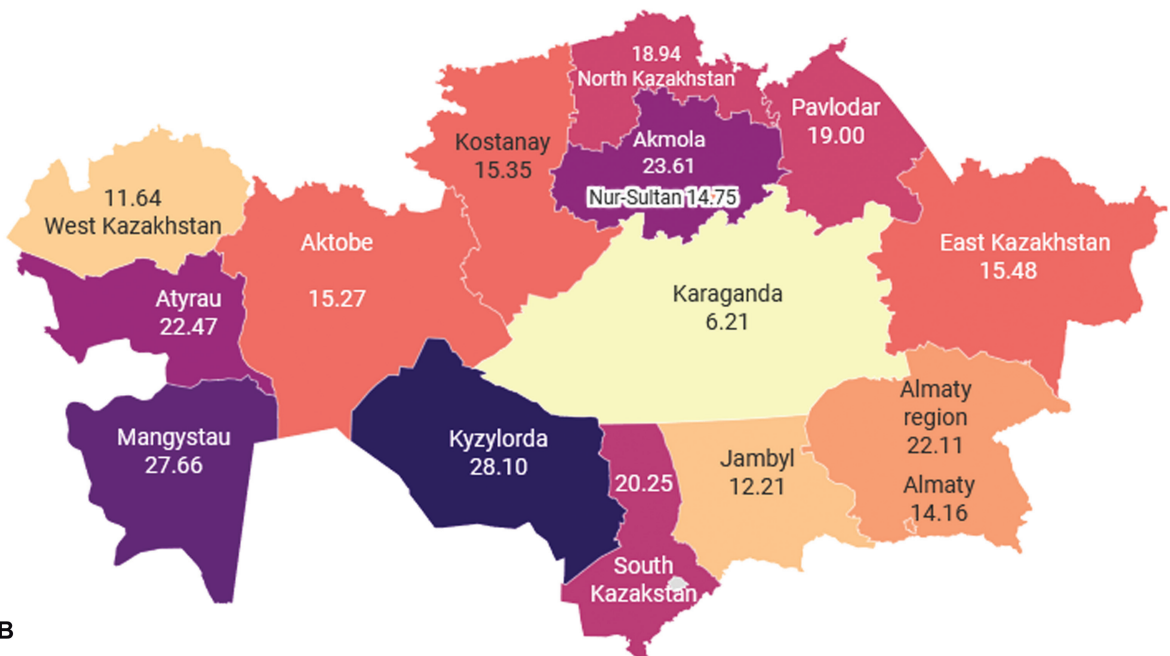 18.94
North Kazakhstan
Pavlodar
19.00
Kostanay
15.35
Akmola
23.61
Nur-Sultan 14.75
11.64
West Kazakhstan
Aktobe
15.27
East Kazakhstan
15.48
Atyrau
22.47
Karaganda
6.21
Almaty
region
22.11
Mangystau
27.66
Kyzylorda
28.10
20.25
Jambyl
12.21
Almaty
14.16
South
Kazakstan
B